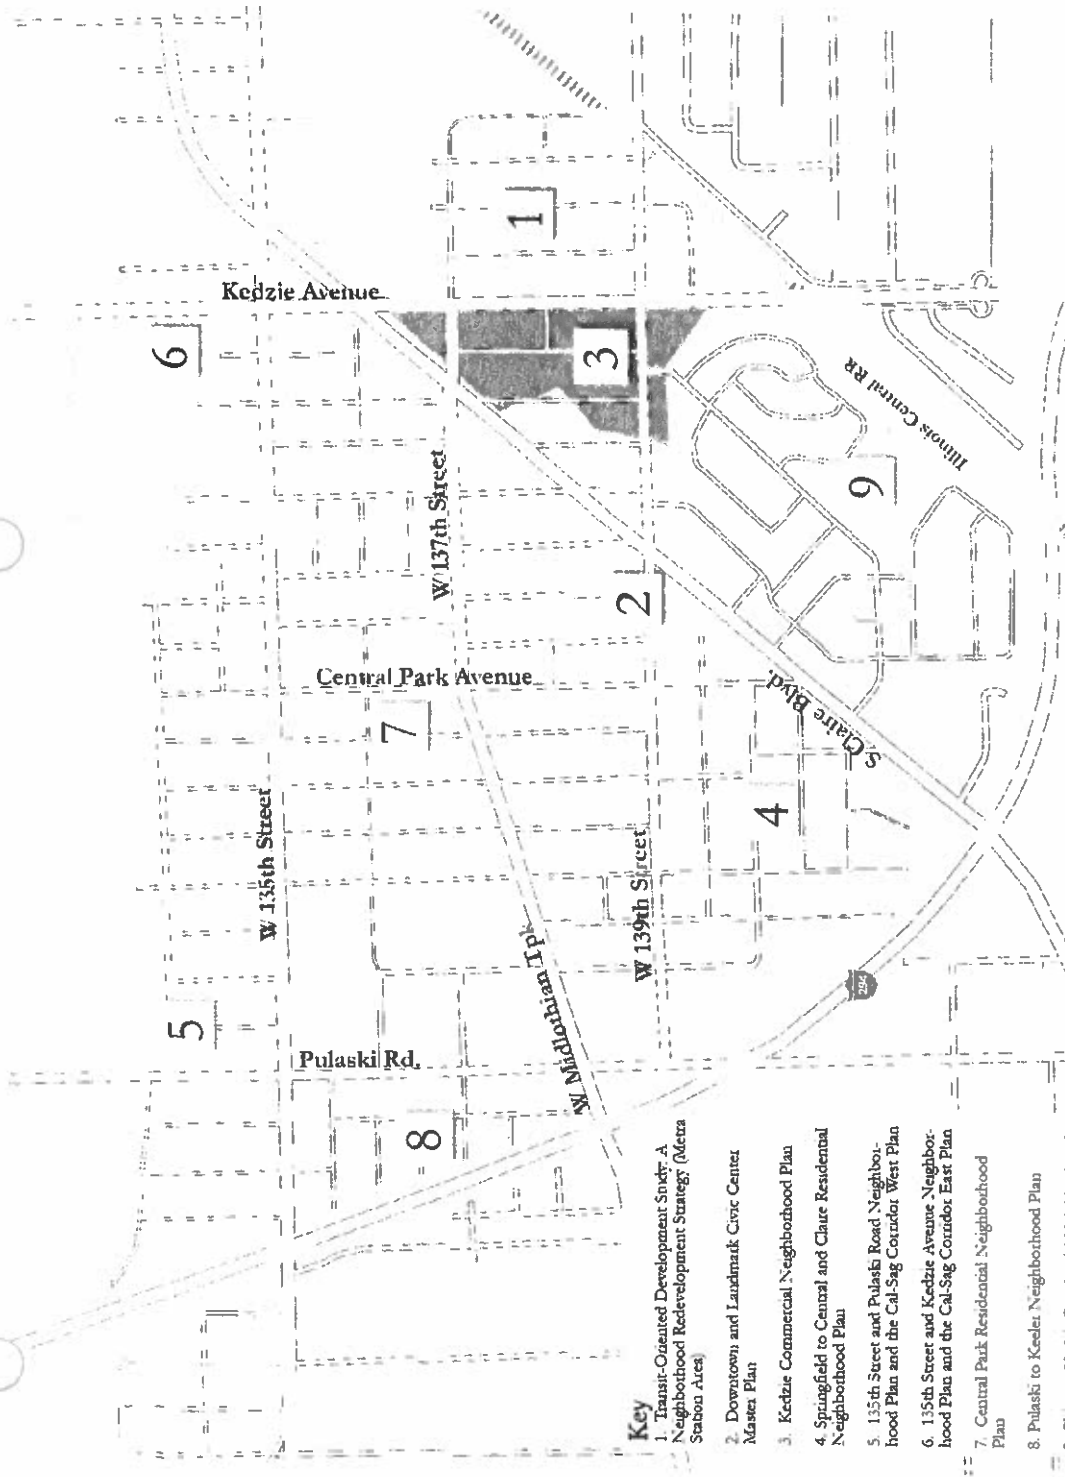 Kedzie Avenue
6
1
3
W 137th Street
2
9
Illinois Central RR
Central Park Avenue
7
S Claire Blvd.
4
W 135th Street
W 139th Street
5
W Midlothian Tpk
294
Pulaski Rd.
8
Key
1. Transit-Oriented Development Study: A
Neighborhood Redevelopment Strategy (Metra
Station Area)
2. Downtown and Landmark Civic Center
Master Plan
3. Kedzie Commercial Neighborhood Plan
4. Springfield to Central and Claire Residential
Neighborhood Plan
5. 135th Street and Pulaski Road Neighbor-
hood Plan and the Cal-Sag Corridor West Plan
6. 135th Street and Kedzie Avenue Neighbor-
hood Plan and the Cal-Sag Corridor East Plan
7. Central Park Residential Neighborhood
Plan
8. Pulaski to Keeler Neighborhood Plan